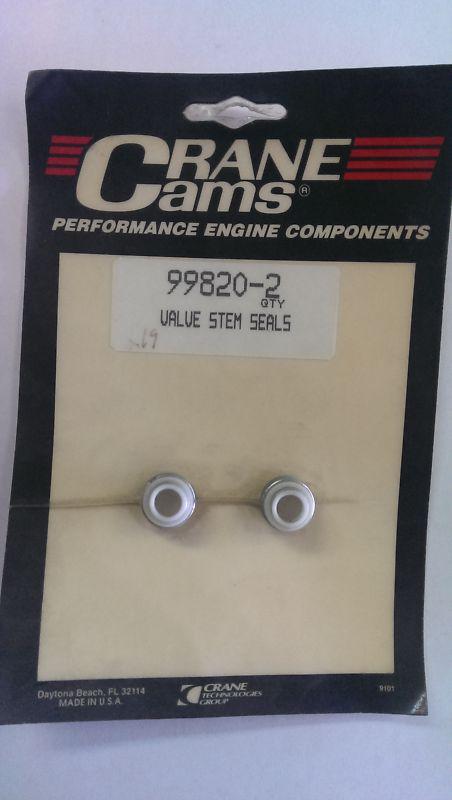 CRANE
Cams®
PERFORMANCE ENGINE COMPONENTS
99820-2
QTY
VALVE STEM SEALS
.69
Daytona Beach, FL 32114
MADE IN U.S.A.
CRANE
TECHNOLOGIES
GROUP
9101